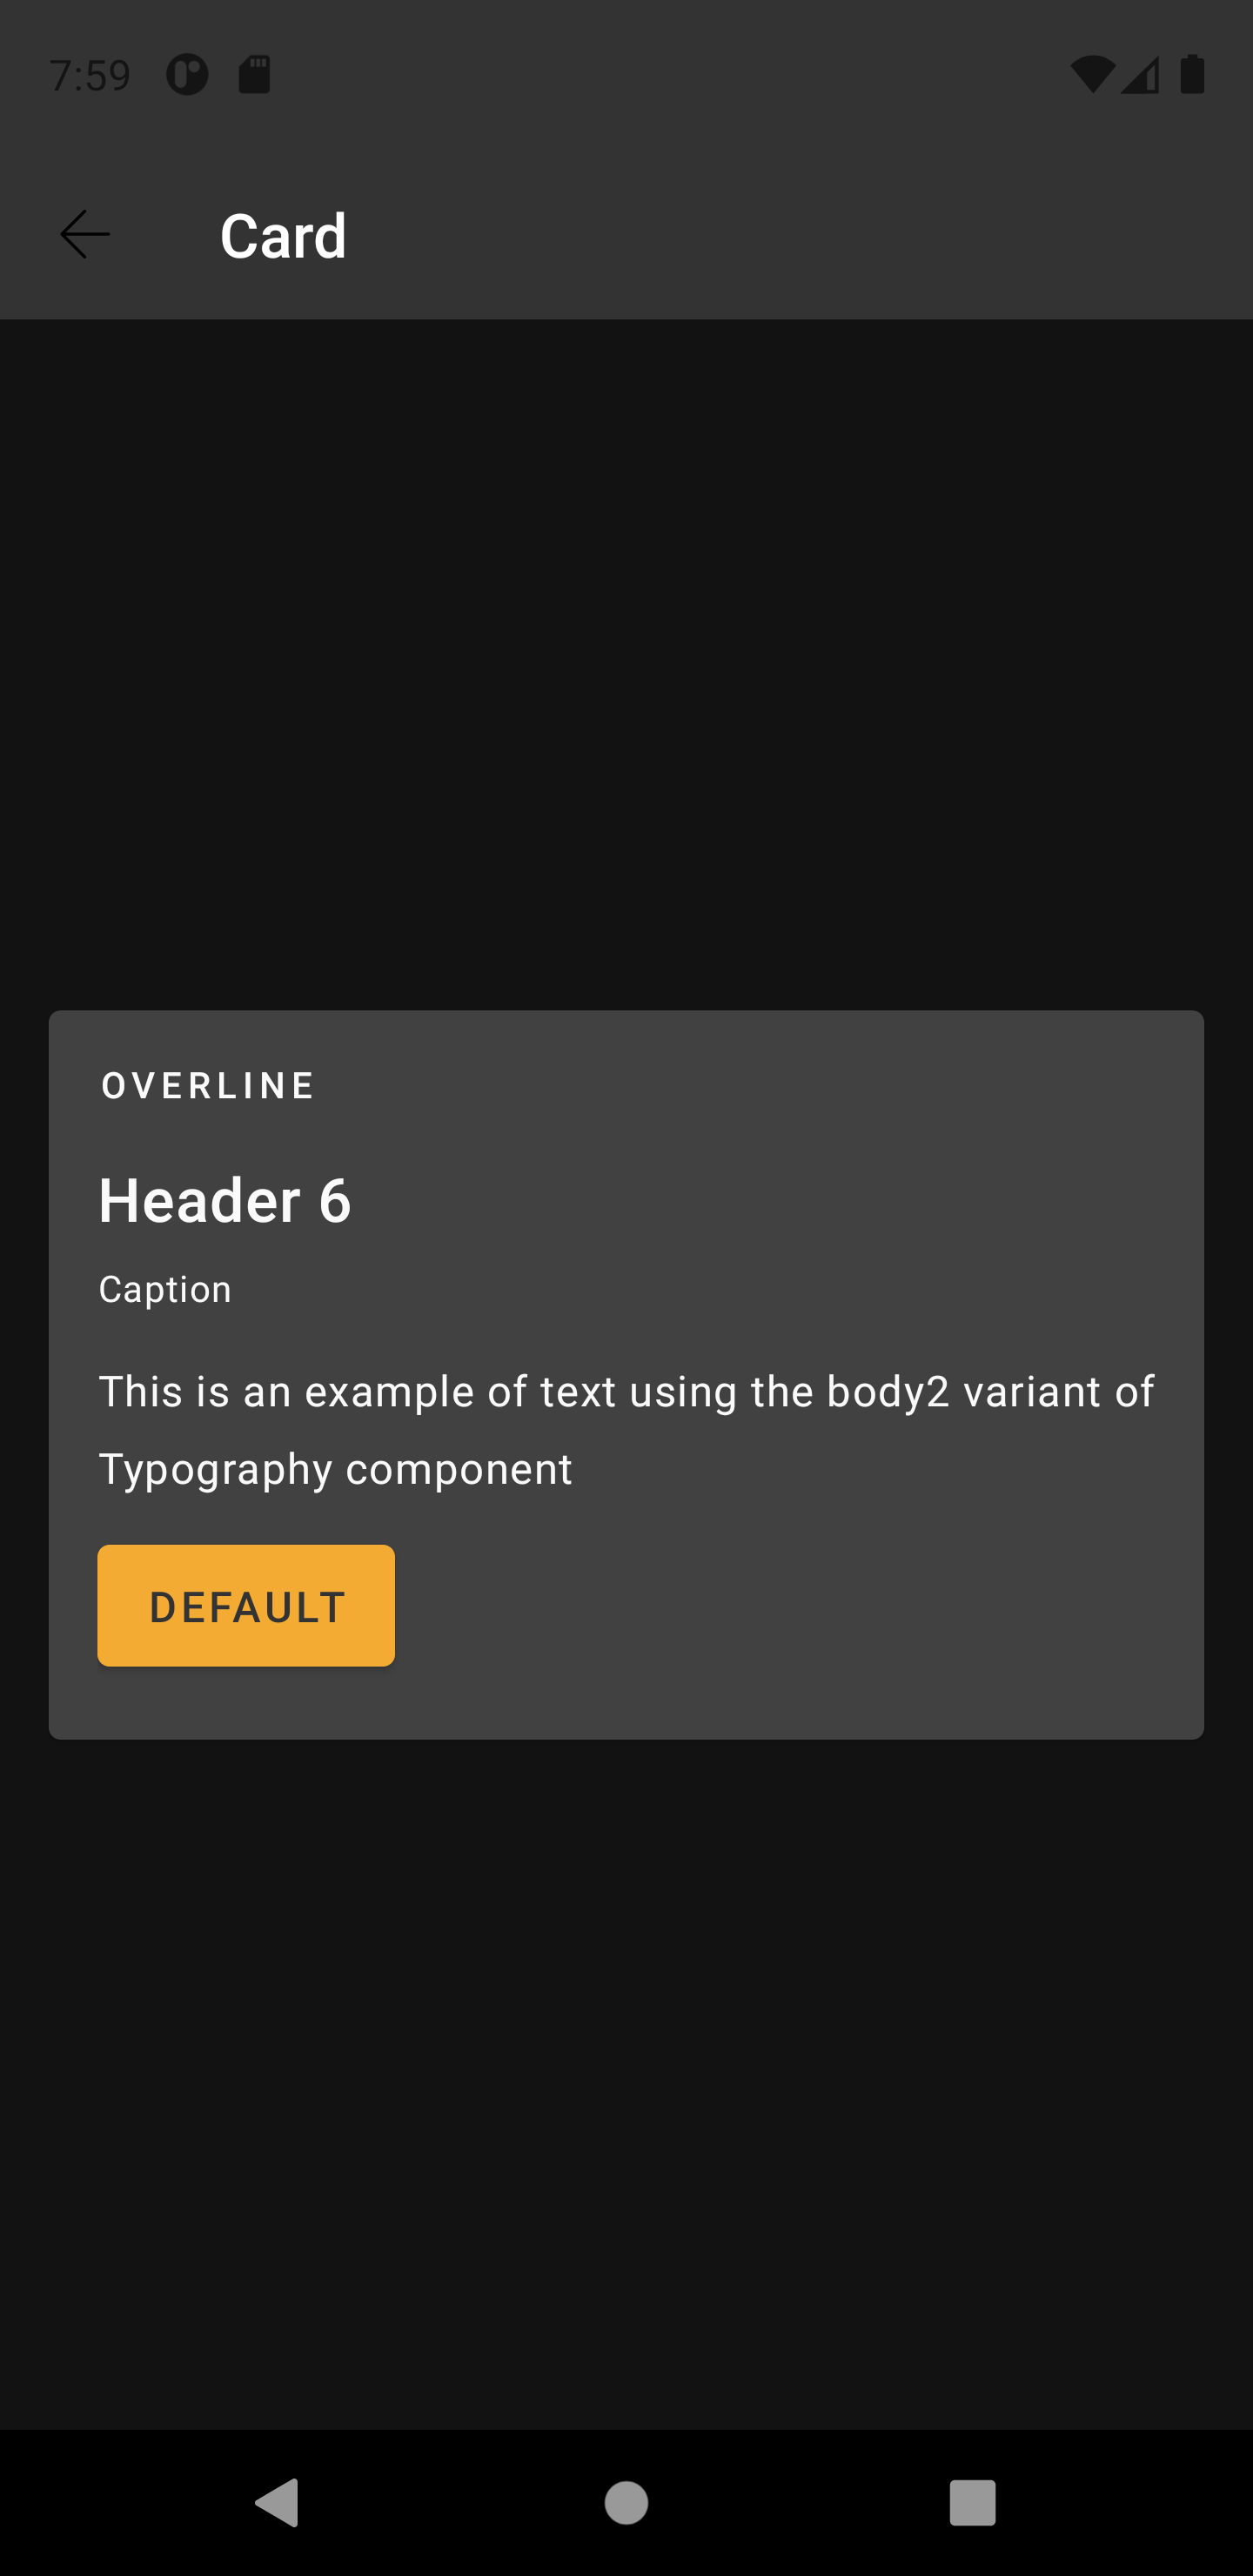 7:59
Card
OVERLINE
Header 6
Caption
This is an example of text using the body2 variant of
Typography component
DEFAULT